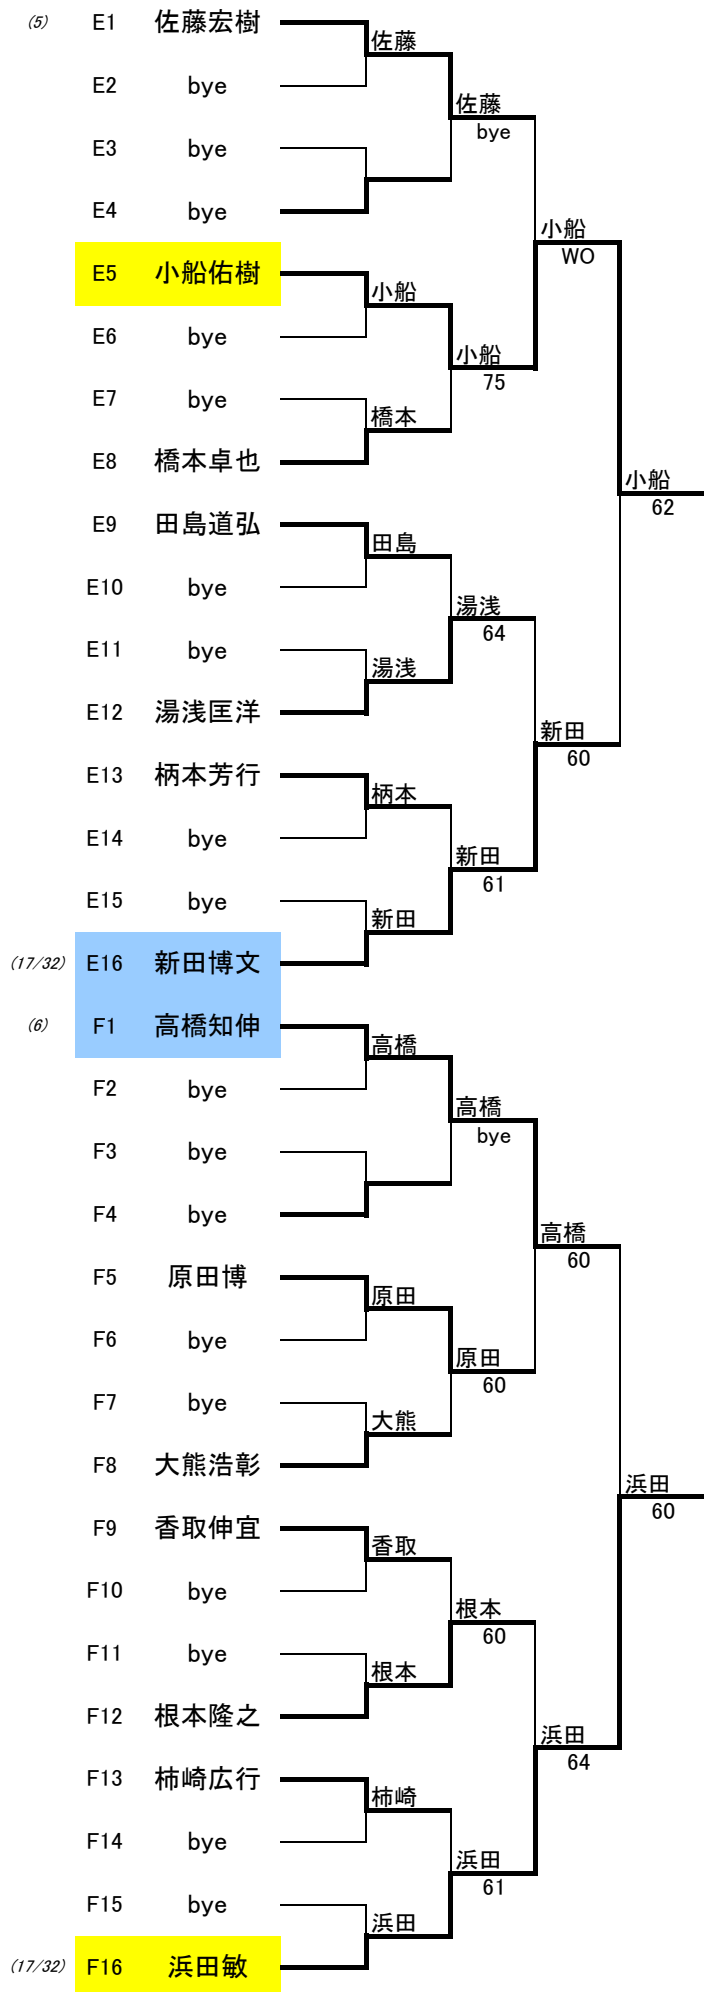 (5) E1 佐藤宏樹
佐藤
E2 bye
佐藤
bye
E3 bye
E4 bye
小船
WO
E5 小船佑樹
小船
E6 bye
小船
75
E7 bye
橋本
E8 橋本卓也
小船
62
E9 田島道弘
田島
E10 bye
湯浅
64
E11 bye
湯浅
E12 湯浅匡洋
新田
60
E13 柄本芳行
柄本
E14 bye
新田
61
E15 bye
新田
(17/32) E16 新田博文
(6) F1 高橋知伸
高橋
F2 bye
高橋
bye
F3 bye
F4 bye
高橋
60
F5 原田博
原田
F6 bye
原田
60
F7 bye
大熊
F8 大熊浩彰
浜田
60
F9 香取伸宜
香取
F10 bye
根本
60
F11 bye
根本
F12 根本隆之
浜田
64
F13 柿崎広行
柿崎
F14 bye
浜田
61
F15 bye
浜田
(17/32) F16 浜田敏